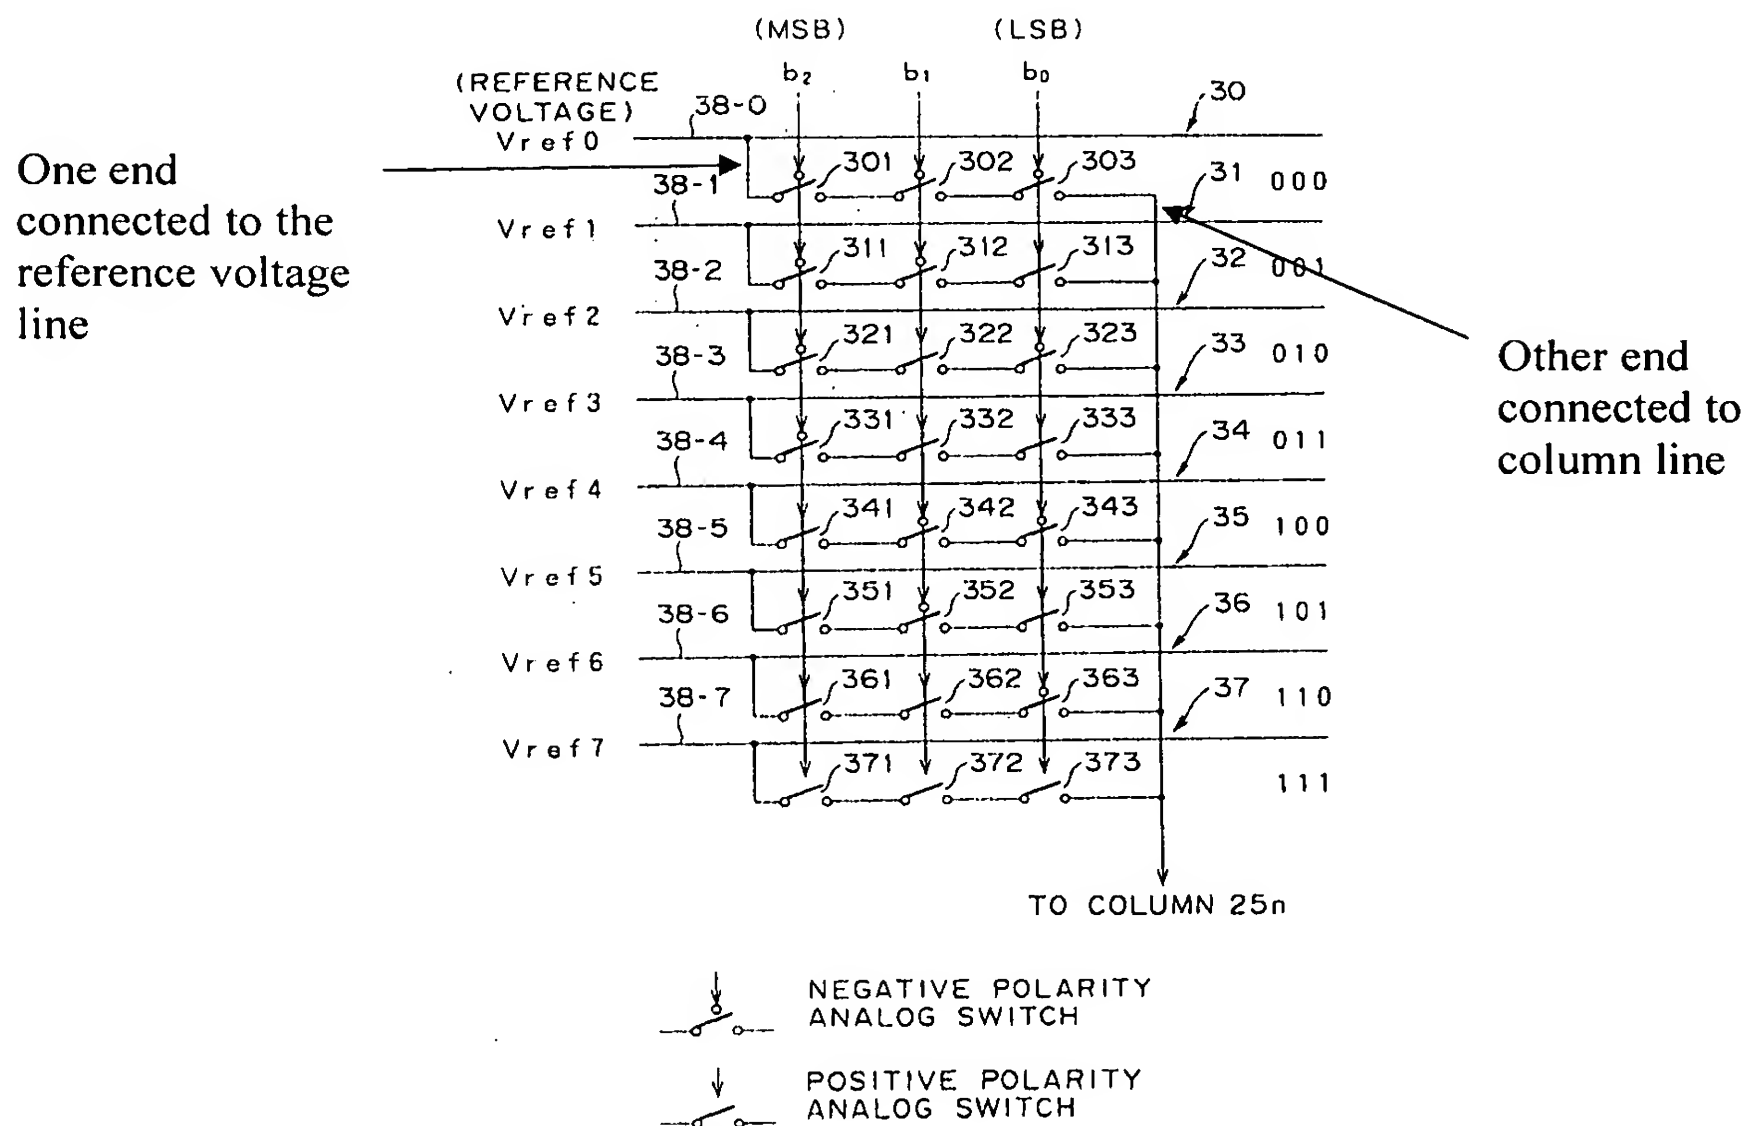 (MSB) (LSB)
b2 b1 b0
(REFERENCE
VOLTAGE)
38-0 30
Vref0
One end
connected to the
reference voltage
line
301 302 303
38-1 31 000
Vref1
311 312 313
38-2 32 001
Vref2
321 322 323
38-3 33 010
Vref3
331 332 333
38-4 34 011
Vref4
341 342 343
38-5 35 100
Vref5
351 352 353
38-6 36 101
Vref6
361 362 363
38-7 37 110
Vref7
371 372 373
111
Other end
connected to
column line
TO COLUMN 25n
NEGATIVE POLARITY
ANALOG SWITCH
POSITIVE POLARITY
ANALOG SWITCH